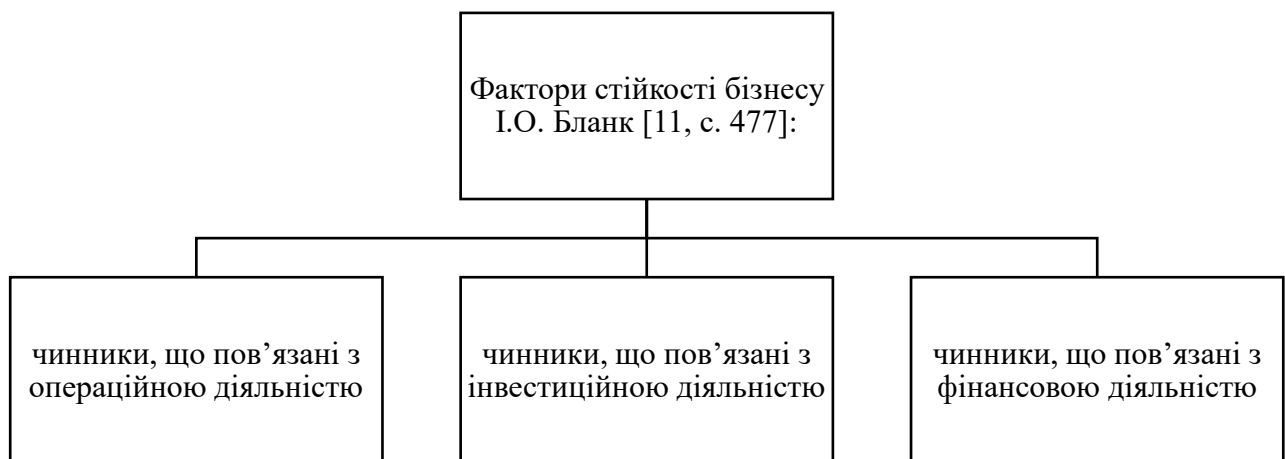 Фактори стійкості бізнесу
І.О. Бланк [11, с. 477]:
чинники, що пов’язані з
операційною діяльністю
чинники, що пов’язані з
інвестиційною діяльністю
чинники, що пов’язані з
фінансовою діяльністю